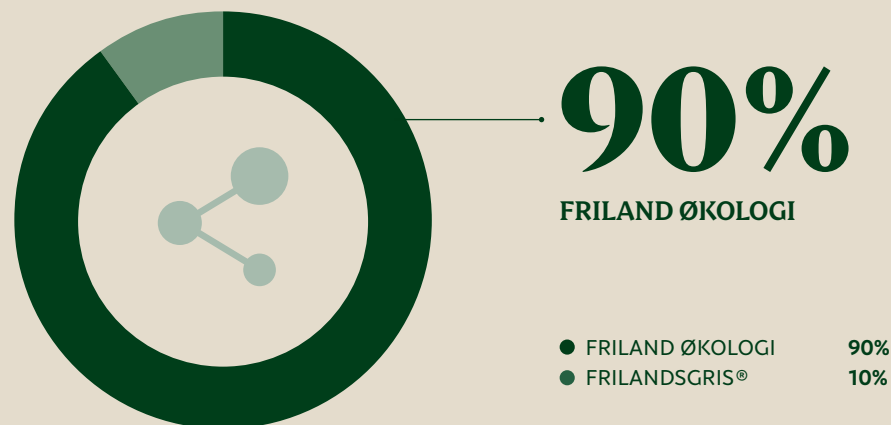 90%
FRILAND ØKOLOGI
FRILAND ØKOLOGI 90%
FRILANDSGRIS® 10%